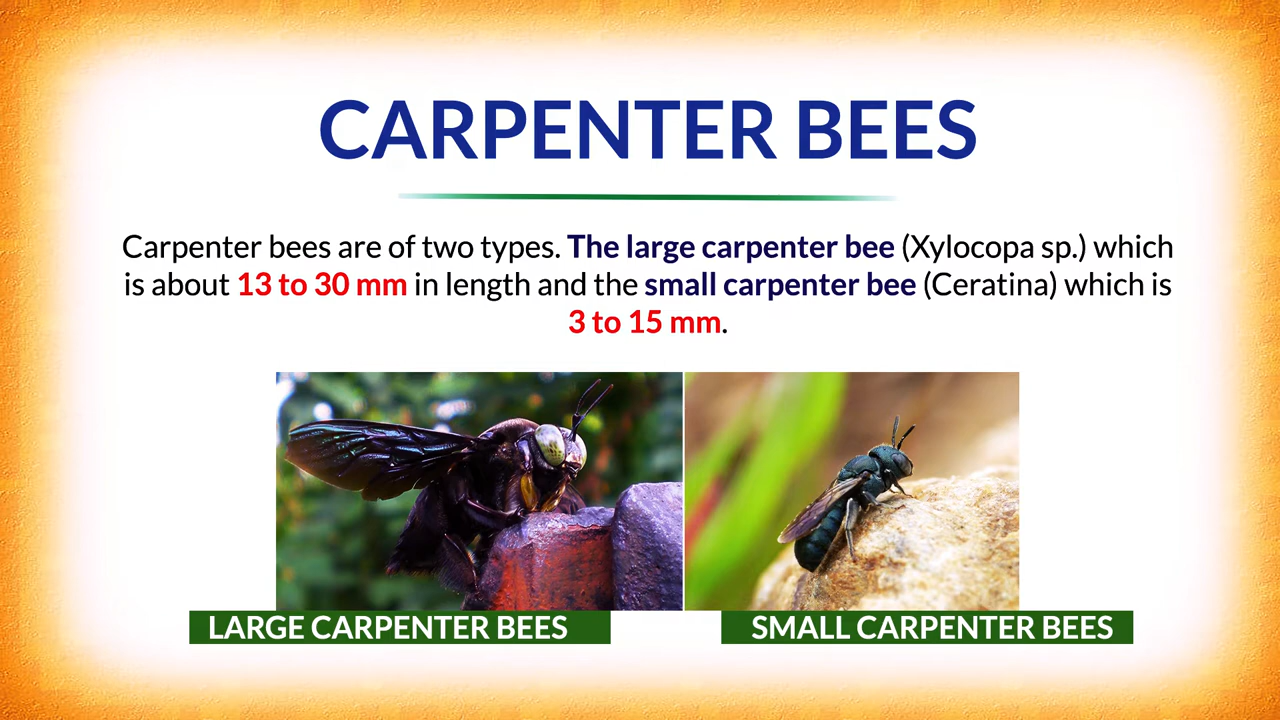 CARPENTER BEES
Carpenter bees are of two types. The large carpenter bee (Xylocopa sp.) which
is about 13 to 30 mm in length and the small carpenter bee (Ceratina) which is
3 to 15 mm.
LARGE CARPENTER BEES
SMALL CARPENTER BEES